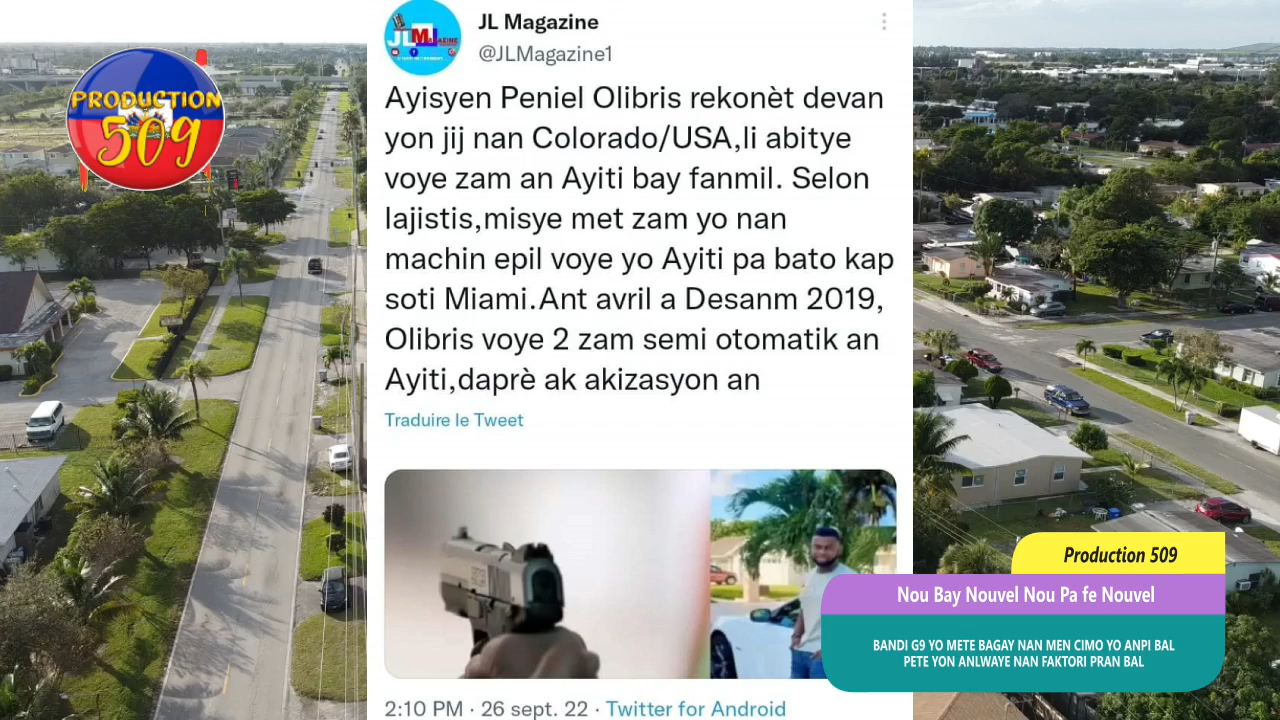 PRODUCTION
509
JL Magazine
@JLMagazine1
Ayisyen Peniel Olibris rekonèt devan
yon jij nan Colorado/USA,li abitye
voye zam an Ayiti bay fanmil. Selon
lajistis,misye met zam yo nan
machin epil voye yo Ayiti pa bato kap
soti Miami.Ant avril a Desanm 2019,
Olibris voye 2 zam semi otomatik an
Ayiti,daprè ak akizasyon an
Traduire le Tweet
2:10 PM · 26 sept. 22 · Twitter for Android
Production 509
Nou Bay Nouvel Nou Pa fe Nouvel
BANDI G9 YO METE BAGAY NAN MEN CIMO YO ANPI BAL
PETE YON ANLWAYE NAN FAKTORI PRAN BAL